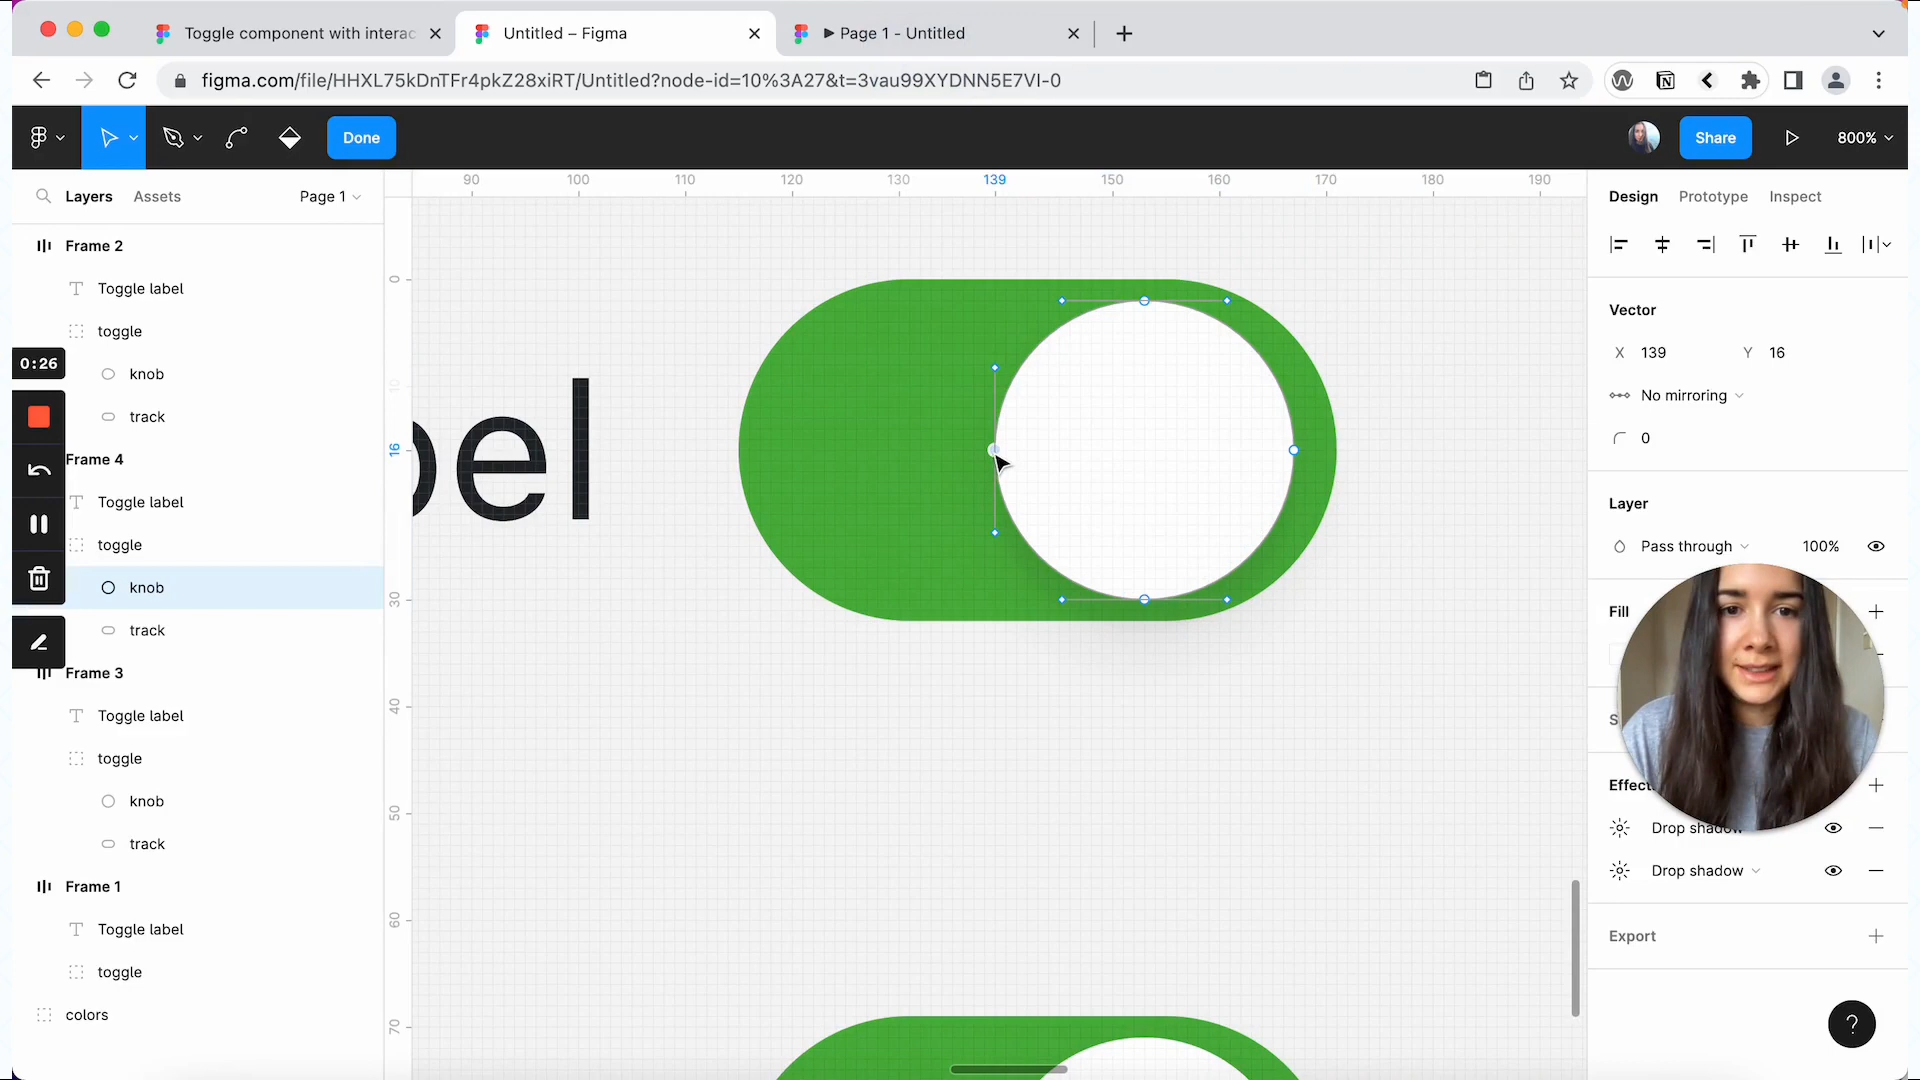 Toggle component with interac
Untitled – Figma
Page 1 - Untitled
figma.com/file/HHXL75kDnTFr4pkZ28xiRT/Untitled?node-id=10%3A27&t=3vau99XYDNN5E7VI-0
Done
Share
800%
Layers
Assets
Page 1
90
100
110
120
130
139
150
160
170
180
190
Design
Prototype
Inspect
Frame 2
Toggle label
toggle
knob
track
Frame 4
Toggle label
toggle
knob
track
Frame 3
Toggle label
toggle
knob
track
Frame 1
Toggle label
toggle
colors
0:26
0
10
16
30
40
50
60
70
bel
Vector
X 139
Y 16
No mirroring
0
Layer
Pass through
100%
Fill
S
Effect
Drop shadow
Drop shadow
Export
?